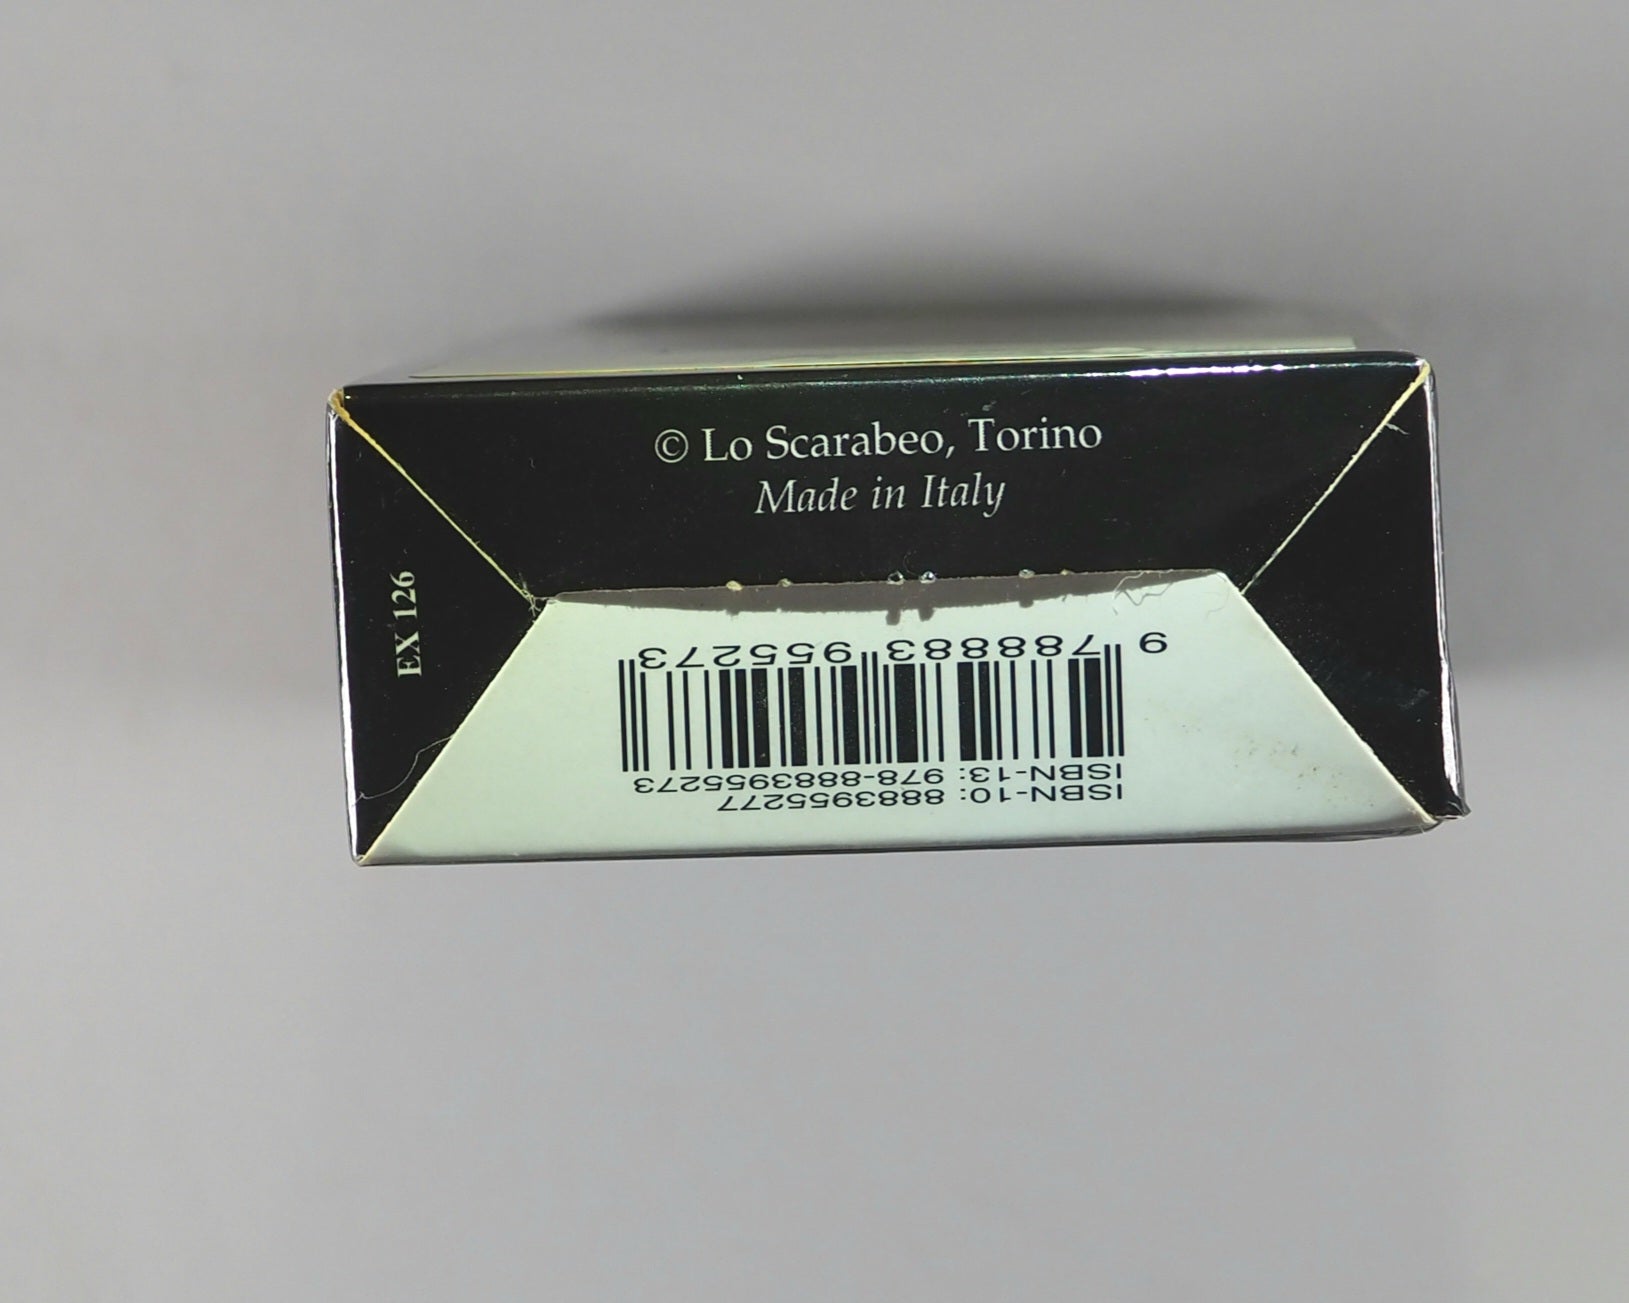 © Lo Scarabeo, Torino
Made in Italy
EX 126
ISBN-10: 8883955277
ISBN-13: 978-8883955273
9 788883 955273